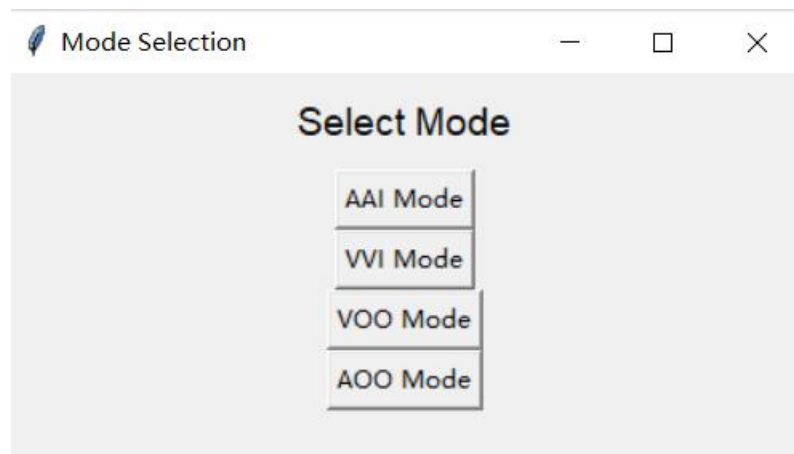 Mode Selection
Select Mode
AAI Mode
VVI Mode
VOO Mode
AOO Mode